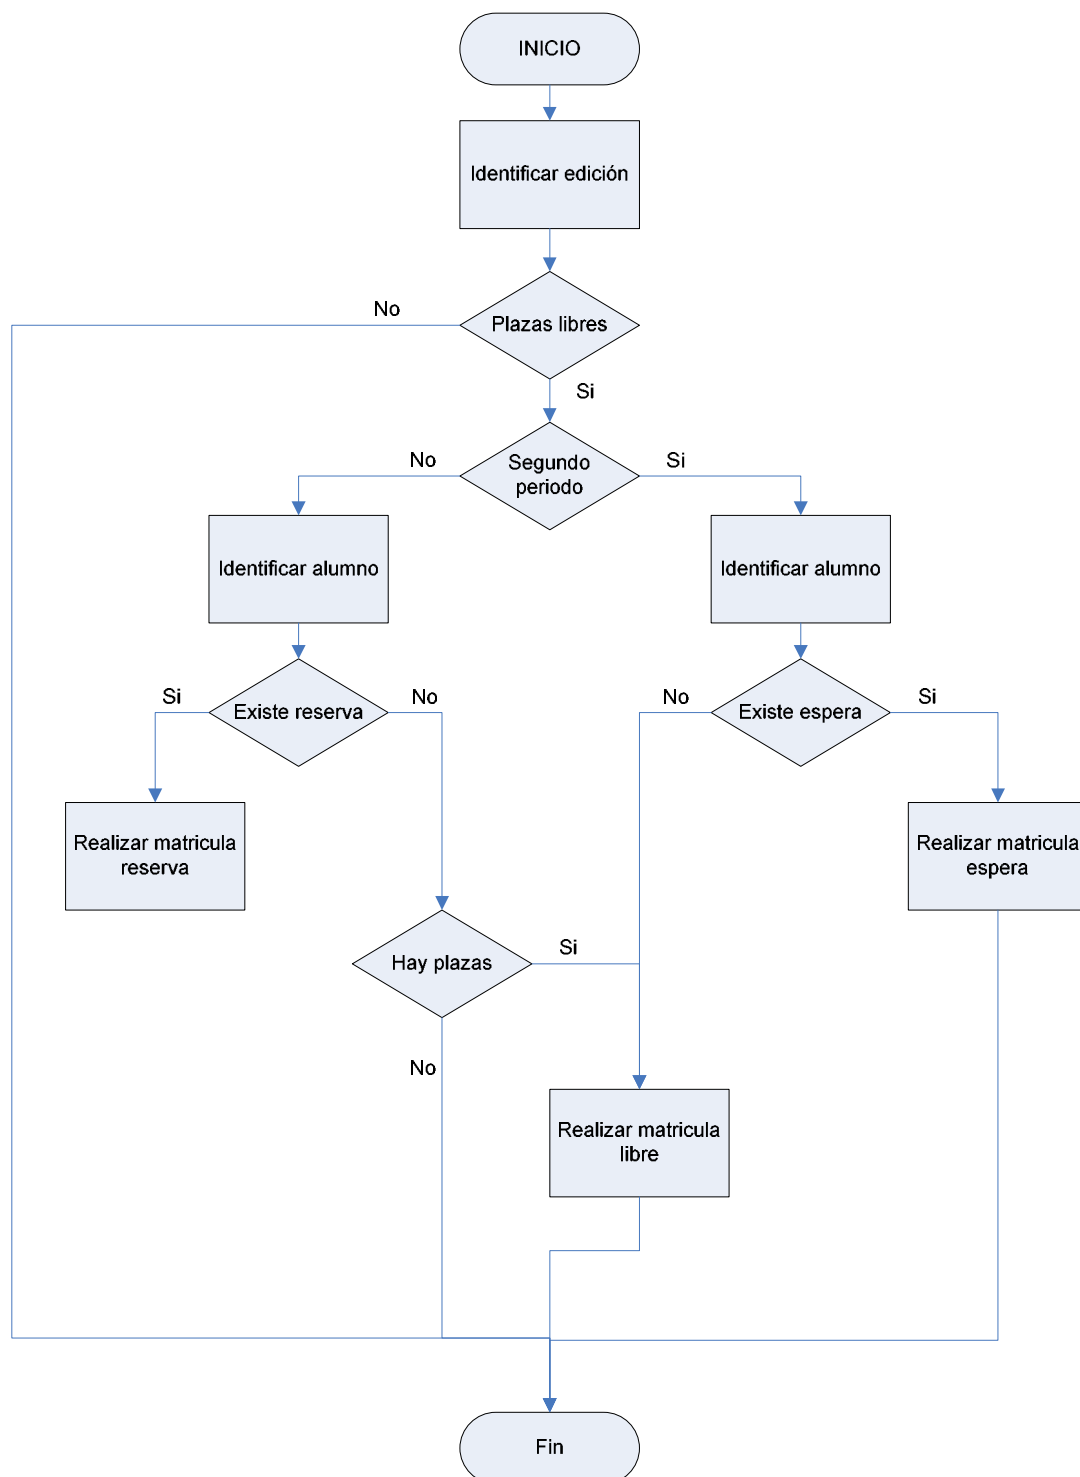 INICIO
Identificar edición
No
Plazas libres
Si
No
Segundo
periodo
Si
Identificar alumno
Identificar alumno
Si
Existe reserva
No
No
Existe espera
Si
Realizar matricula
reserva
Realizar matricula
espera
Hay plazas
Si
No
Realizar matricula
libre
Fin